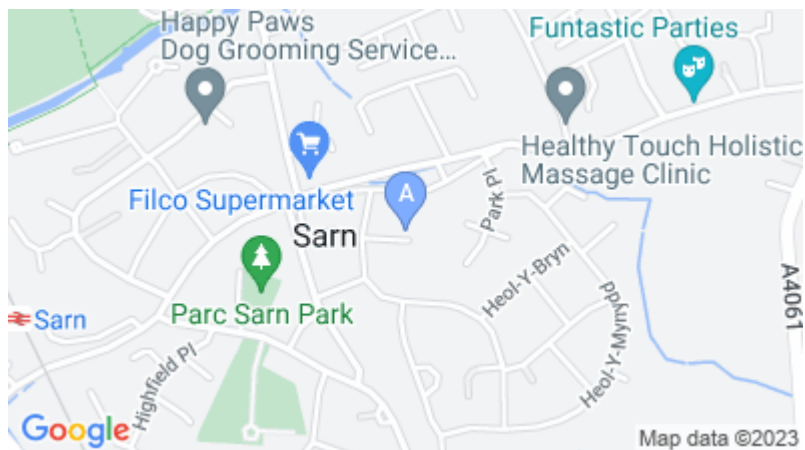 Happy Paws
Dog Grooming Service...
Funtastic Parties
Healthy Touch Holistic
Massage Clinic
Filco Supermarket
A
Park Pl
Sarn
Heol-Y-Bryn
A4061
Parc Sarn Park
Sarn
Heol-Y-Mynydd
Highfield Pl
Google
Map data ©2023